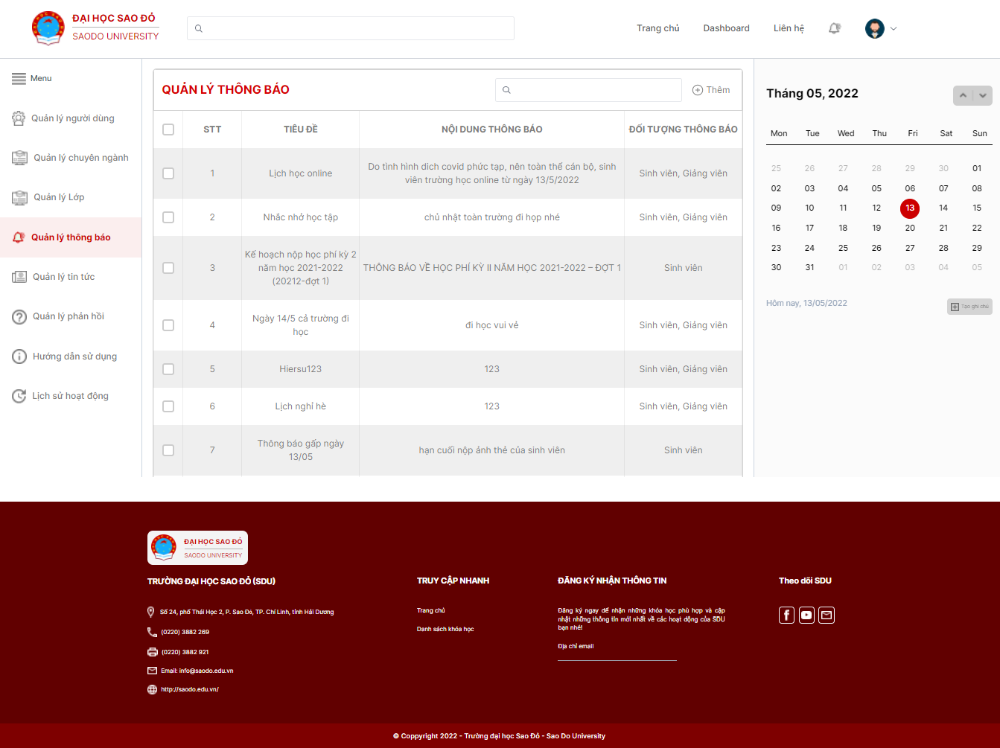 ĐẠI HỌC SAO ĐỎ
SAODO UNIVERSITY
Trang chủ
Dashboard
Liên hệ
Menu
Quản lý người dùng
Quản lý chuyên ngành
Quản lý Lớp
Quản lý thông báo
Quản lý tin tức
Quản lý phản hồi
Hướng dẫn sử dụng
Lịch sử hoạt động
QUẢN LÝ THÔNG BÁO
Thêm
STT TIÊU ĐỀ NỘI DUNG THÔNG BÁO ĐỐI TƯỢNG THÔNG BÁO
1 Lịch học online Do tình hình dich covid phức tạp, nên toàn thể cán bộ, sinh
viên trường học online từ ngày 13/5/2022 Sinh viên, Giảng viên
2 Nhắc nhở học tập chủ nhật toàn trường đi họp nhé Sinh viên, Giảng viên
3 Kế hoạch nộp học phí kỳ 2
năm học 2021-2022
(20212-đợt 1) THÔNG BÁO VỀ HỌC PHÍ KỲ II NĂM HỌC 2021-2022 – ĐỢT 1 Sinh viên
4 Ngày 14/5 cả trường đi
học đi học vui vẻ Sinh viên, Giảng viên
5 Hiersu123 123 Sinh viên, Giảng viên
6 Lịch nghỉ hè 123 Sinh viên, Giảng viên
7 Thông báo gấp ngày
13/05 hạn cuối nộp ảnh thẻ của sinh viên Sinh viên
Tháng 05, 2022
Mon Tue Wed Thu Fri Sat Sun
25 26 27 28 29 30 01
02 03 04 05 06 07 08
09 10 11 12 13 14 15
16 17 18 19 20 21 22
23 24 25 26 27 28 29
30 31 01 02 03 04 05
Hôm nay, 13/05/2022
Tạo ghi chú
ĐẠI HỌC SAO ĐỎ
SAODO UNIVERSITY
TRƯỜNG ĐẠI HỌC SAO ĐỎ (SDU)
Số 24, phố Thái Học 2, P. Sao Đỏ, TP. Chí Linh, tỉnh Hải Dương
(0220) 3882 269
(0220) 3882 921
Email: info@saodo.edu.vn
http://saodo.edu.vn/
TRUY CẬP NHANH
Trang chủ
Danh sách khóa học
ĐĂNG KÝ NHẬN THÔNG TIN
Đăng ký ngay để nhận những khóa học phù hợp và cập
nhật những thông tin mới nhất về các hoạt động của SDU
bạn nhé!
Địa chỉ email
Theo dõi SDU
© Coppyright 2022 - Trường đại học Sao Đỏ - Sao Do University